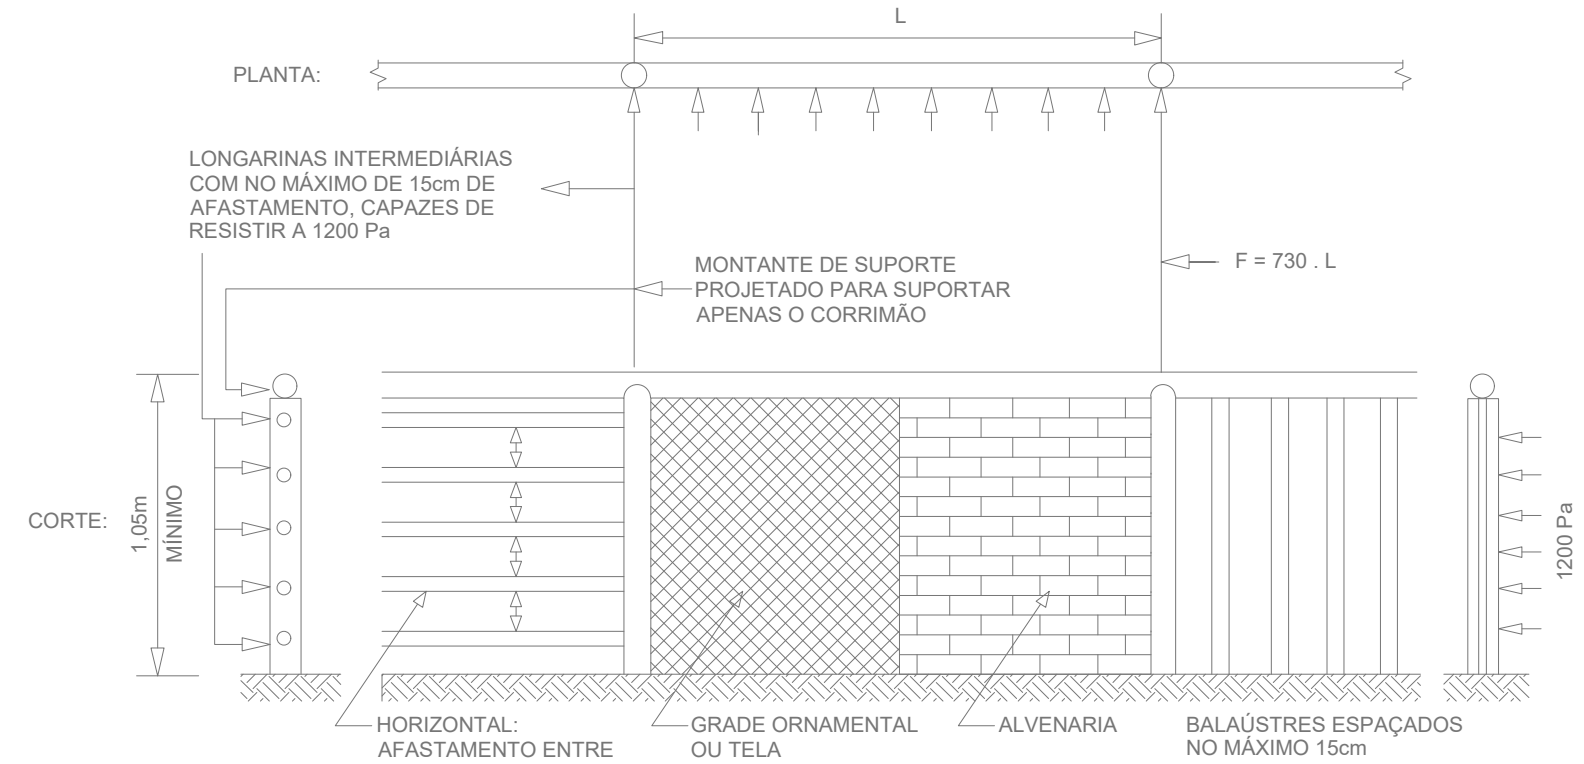 L
PLANTA:
LONGARINAS INTERMEDIÁRIAS
COM NO MÁXIMO DE 15cm DE
AFASTAMENTO, CAPAZES DE
RESISTIR A 1200 Pa
MONTANTE DE SUPORTE
PROJETADO PARA SUPORTAR
APENAS O CORRIMÃO
F = 730 . L
CORTE:
1,05m
MÍNIMO
1200 Pa
HORIZONTAL:
AFASTAMENTO ENTRE
GRADE ORNAMENTAL
OU TELA
ALVENARIA
BALAÚSTRES ESPAÇADOS
NO MÁXIMO 15cm